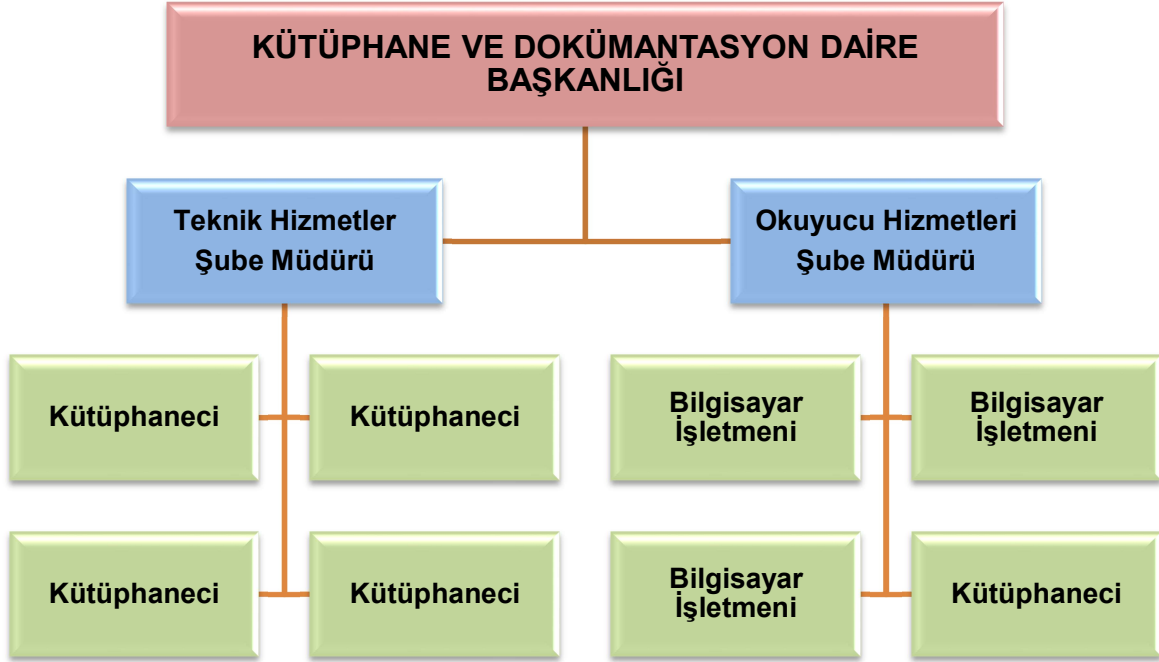 KÜTÜPHANE VE DOKÜMANTASYON DAİRE
BAŞKANLIĞI
Teknik Hizmetler
Şube Müdürü
Okuyucu Hizmetleri
Şube Müdürü
Kütüphaneci
Kütüphaneci
Bilgisayar
İşletmeni
Bilgisayar
İşletmeni
Kütüphaneci
Kütüphaneci
Bilgisayar
İşletmeni
Kütüphaneci